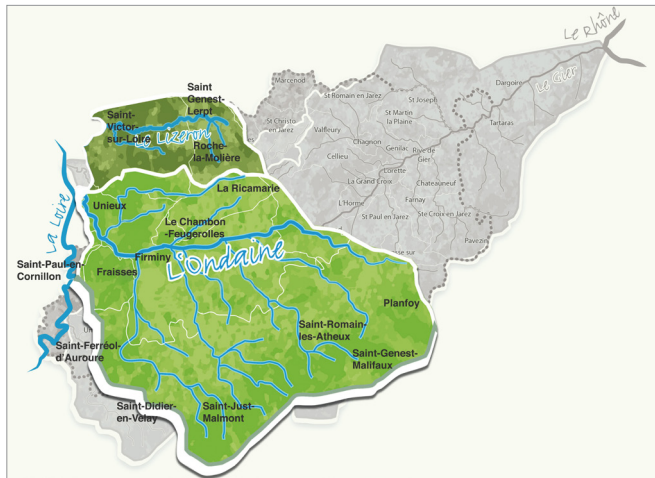 Le Rhône
Le Gier
Marcenod
Dargoire
St Romain en Jarez
St Joseph
St Martin
la Plaine
Tartaras
St Christo
en Jarez
Valfleury
Chagnon
Genilac
Rive de
Gier
Cellieu
Lorette
La Grand Croix
Chateauneuf
Farnay
L'Horme
St Paul en Jarez
Ste Croix en Jarez
Pavezin
Saint
Genest-
Lerpt
Saint-
Victor-
sur-Loire
Le Lizeron
Roche-
la-Molière
La Ricamarie
Unieux
La Loire
Le Chambon
-Feugerolles
Firminy
L'Ondaine
Saint-Paul-en-
Cornillon
Fraisses
Planfoy
Saint-Romain-
les-Atheux
Saint-Ferréol-
d'Auroure
Saint-Genest-
Malifaux
Saint-Didier-
en-Velay
Saint-Just-
Malmont